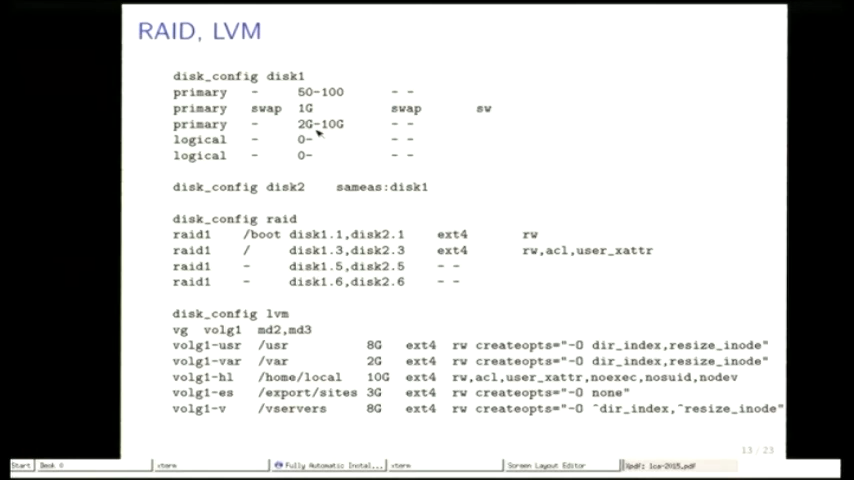 RAID, LVM
disk_config disk1
primary - 50-100 - -
primary swap 1G swap sw
primary - 2G-10G - -
logical - 0- - -
logical - 0- - -
disk_config disk2 sameas:disk1
disk_config raid
raid1 /boot disk1.1,disk2.1 ext4 rw
raid1 / disk1.3,disk2.3 ext4 rw,acl,user_xattr
raid1 - disk1.5,disk2.5 - -
raid1 - disk1.6,disk2.6 - -
disk_config lvm
vg volg1 md2,md3
volg1-usr /usr 8G ext4 rw createopts="-O dir_index,resize_inode"
volg1-var /var 2G ext4 rw createopts="-O dir_index,resize_inode"
volg1-hl /home/local 10G ext4 rw,acl,user_xattr,noexec,nosuid,nodev
volg1-es /export/sites 3G ext4 rw createopts="-O none"
volg1-v /vservers 8G ext4 rw createopts="-O ^dir_index,^resize_inode"
13 / 23
Start Desk 0 xterm Fully Automatic Instal... xterm Screen Layout Editor Xpdf: lca-2015.pdf